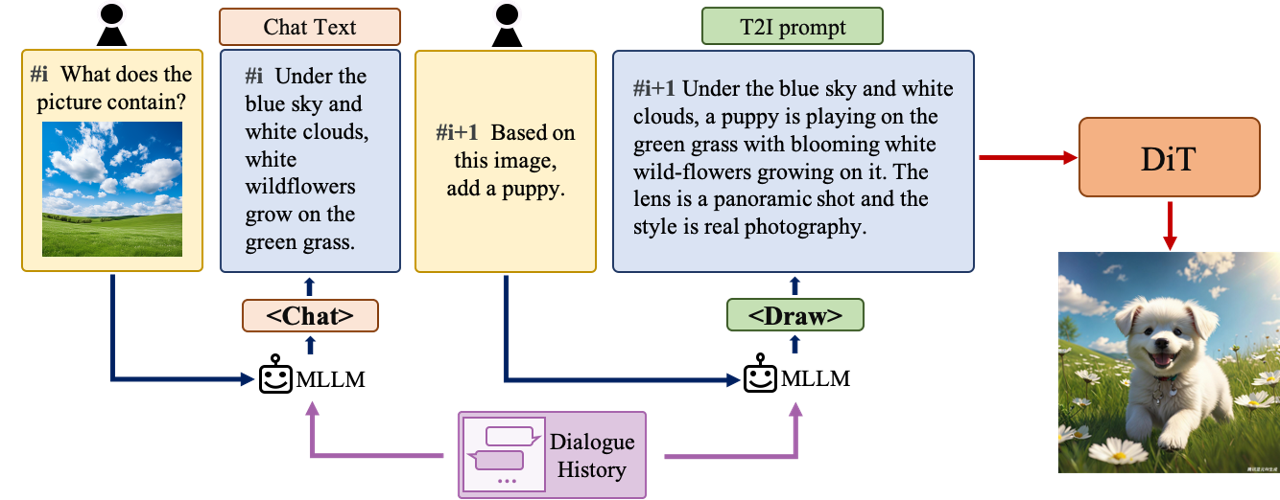 Chat Text
T2I prompt
#i What does the
picture contain?
#i Under the
blue sky and
white clouds,
white
wildflowers
grow on the
green grass.
#i+1 Based on
this image,
add a puppy.
#i+1 Under the blue sky and white
clouds, a puppy is playing on the
green grass with blooming white
wild-flowers growing on it. The
lens is a panoramic shot and the
style is real photography.
DiT
<Chat>
<Draw>
MLLM
MLLM
Dialogue
History